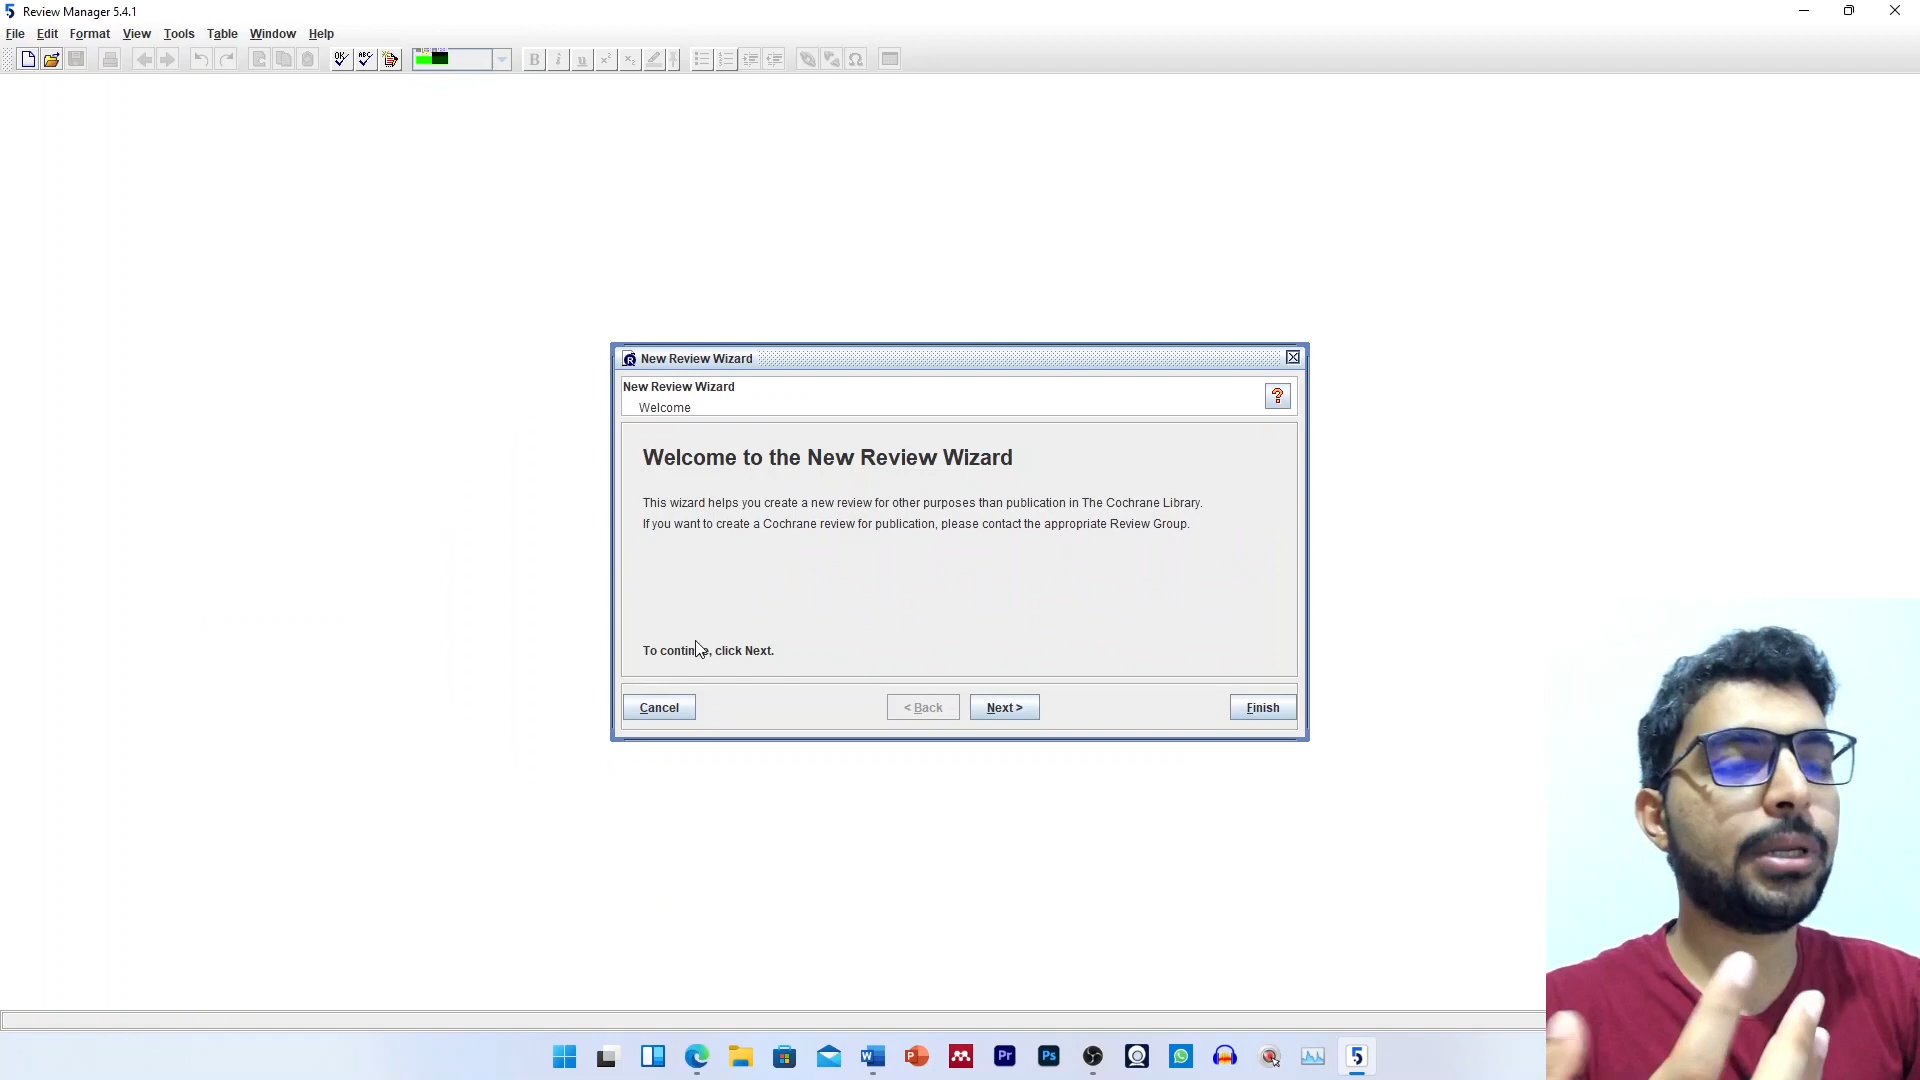 Review Manager 5.4.1
File Edit Format View Tools Table Window Help
New Review Wizard
New Review Wizard
Welcome
Welcome to the New Review Wizard
This wizard helps you create a new review for other purposes than publication in The Cochrane Library.
If you want to create a Cochrane review for publication, please contact the appropriate Review Group.
To continue, click Next.
Cancel < Back Next > Finish